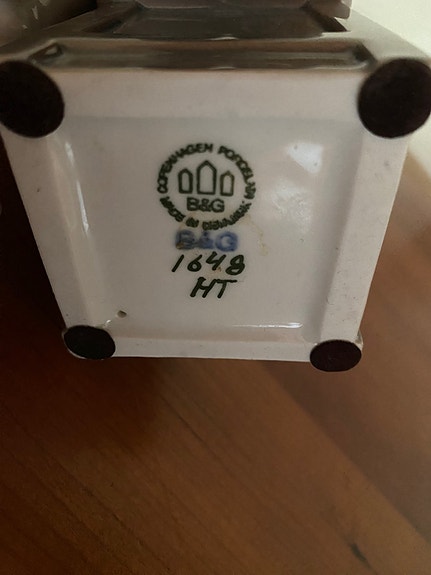 COPENHAGEN PORCELAIN
B&G
MADE IN DENMARK
B&G
1648
HT